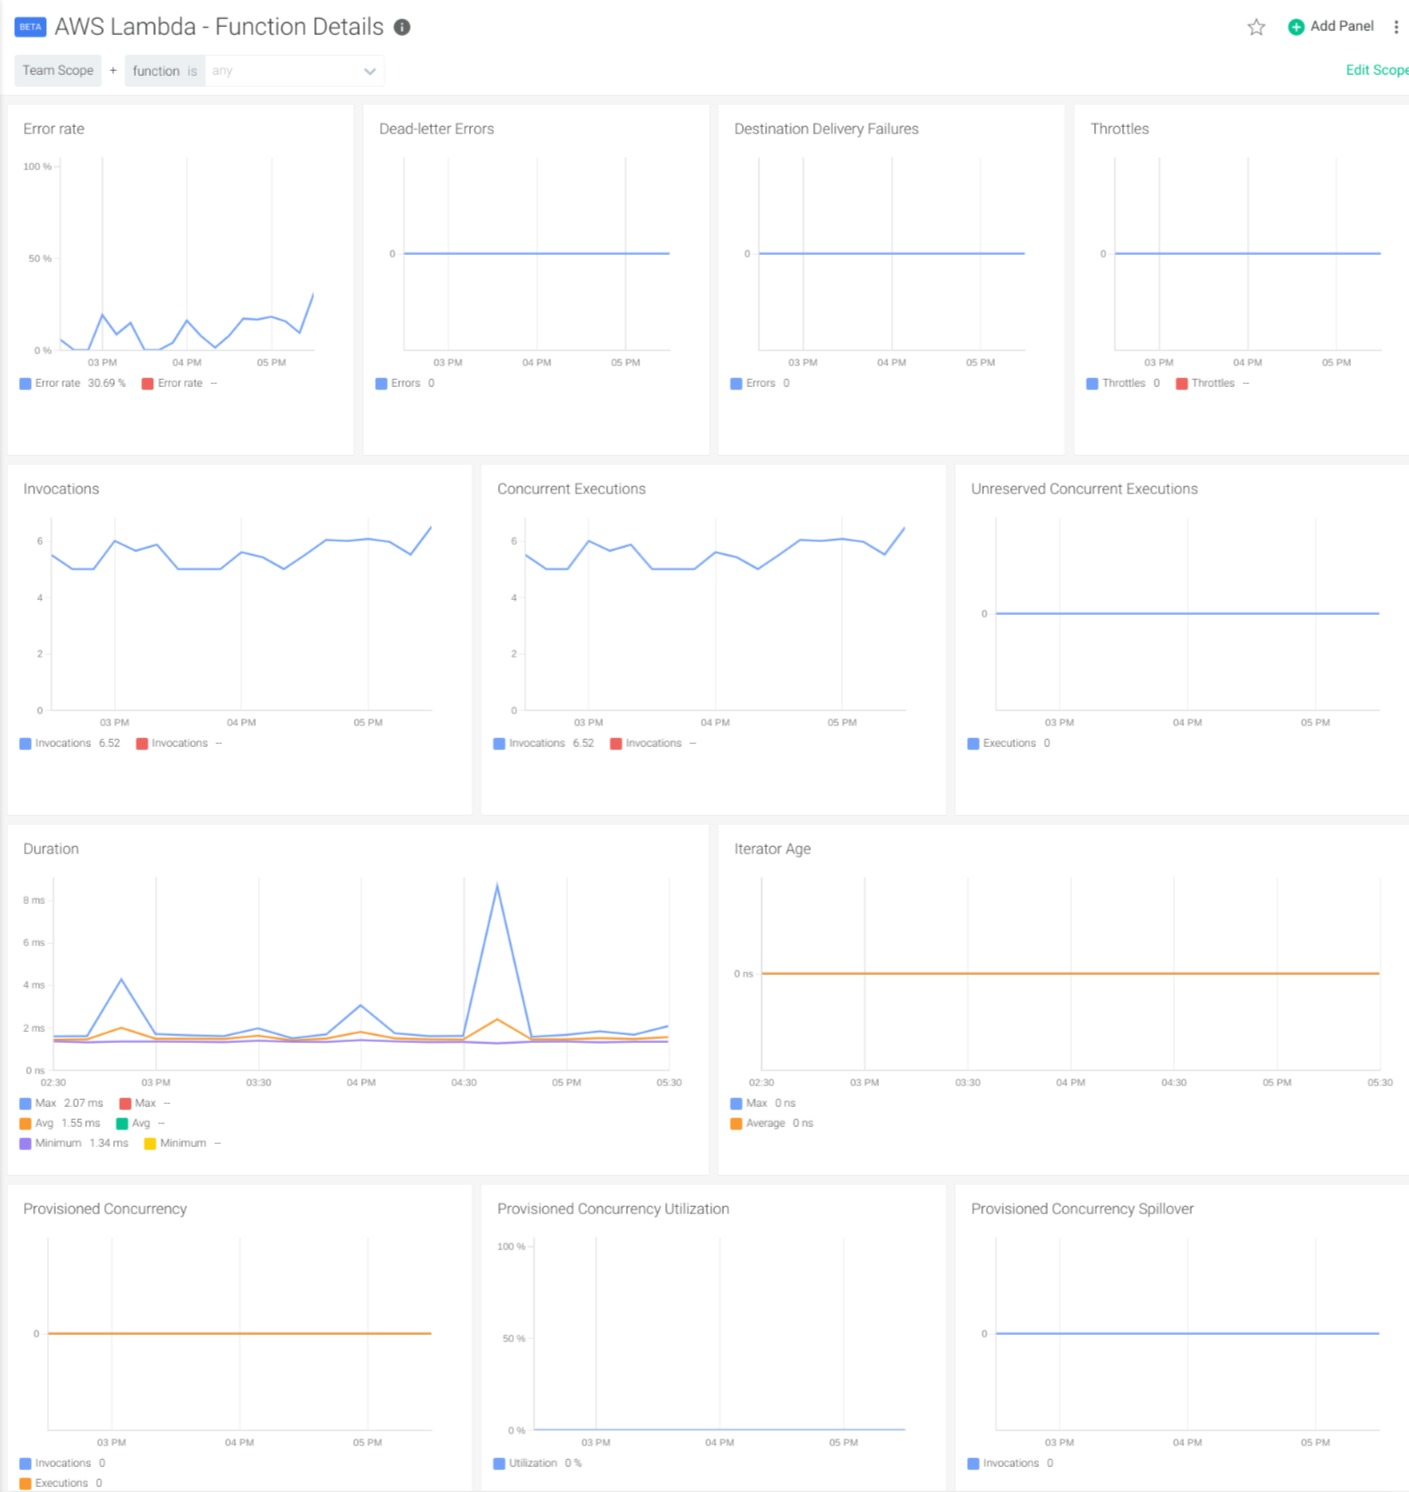 BETA AWS Lambda - Function Details i Add Panel
Team Scope + function is any Edit Scope
Error rate
100 %
50 %
0 %
03 PM 04 PM 05 PM
Error rate 30.69 % Error rate --
Dead-letter Errors
0
03 PM 04 PM 05 PM
Errors 0
Destination Delivery Failures
0
03 PM 04 PM 05 PM
Errors 0
Throttles
0
03 PM 04 PM 05 PM
Throttles 0 Throttles --
Invocations
6
4
2
0
03 PM 04 PM 05 PM
Invocations 6.52 Invocations --
Concurrent Executions
6
4
2
0
03 PM 04 PM 05 PM
Invocations 6.52 Invocations --
Unreserved Concurrent Executions
0
03 PM 04 PM 05 PM
Executions 0
Duration
8 ms
6 ms
4 ms
2 ms
0 ns
02:30 03 PM 03:30 04 PM 04:30 05 PM 05:30
Max 2.07 ms Max --
Avg 1.55 ms Avg --
Minimum 1.34 ms Minimum --
Iterator Age
0 ns
02:30 03 PM 03:30 04 PM 04:30 05 PM 05:30
Max 0 ns
Average 0 ns
Provisioned Concurrency
0
03 PM 04 PM 05 PM
Invocations 0
Executions 0
Provisioned Concurrency Utilization
100 %
50 %
0 %
03 PM 04 PM 05 PM
Utilization 0 %
Provisioned Concurrency Spillover
0
03 PM 04 PM 05 PM
Invocations 0